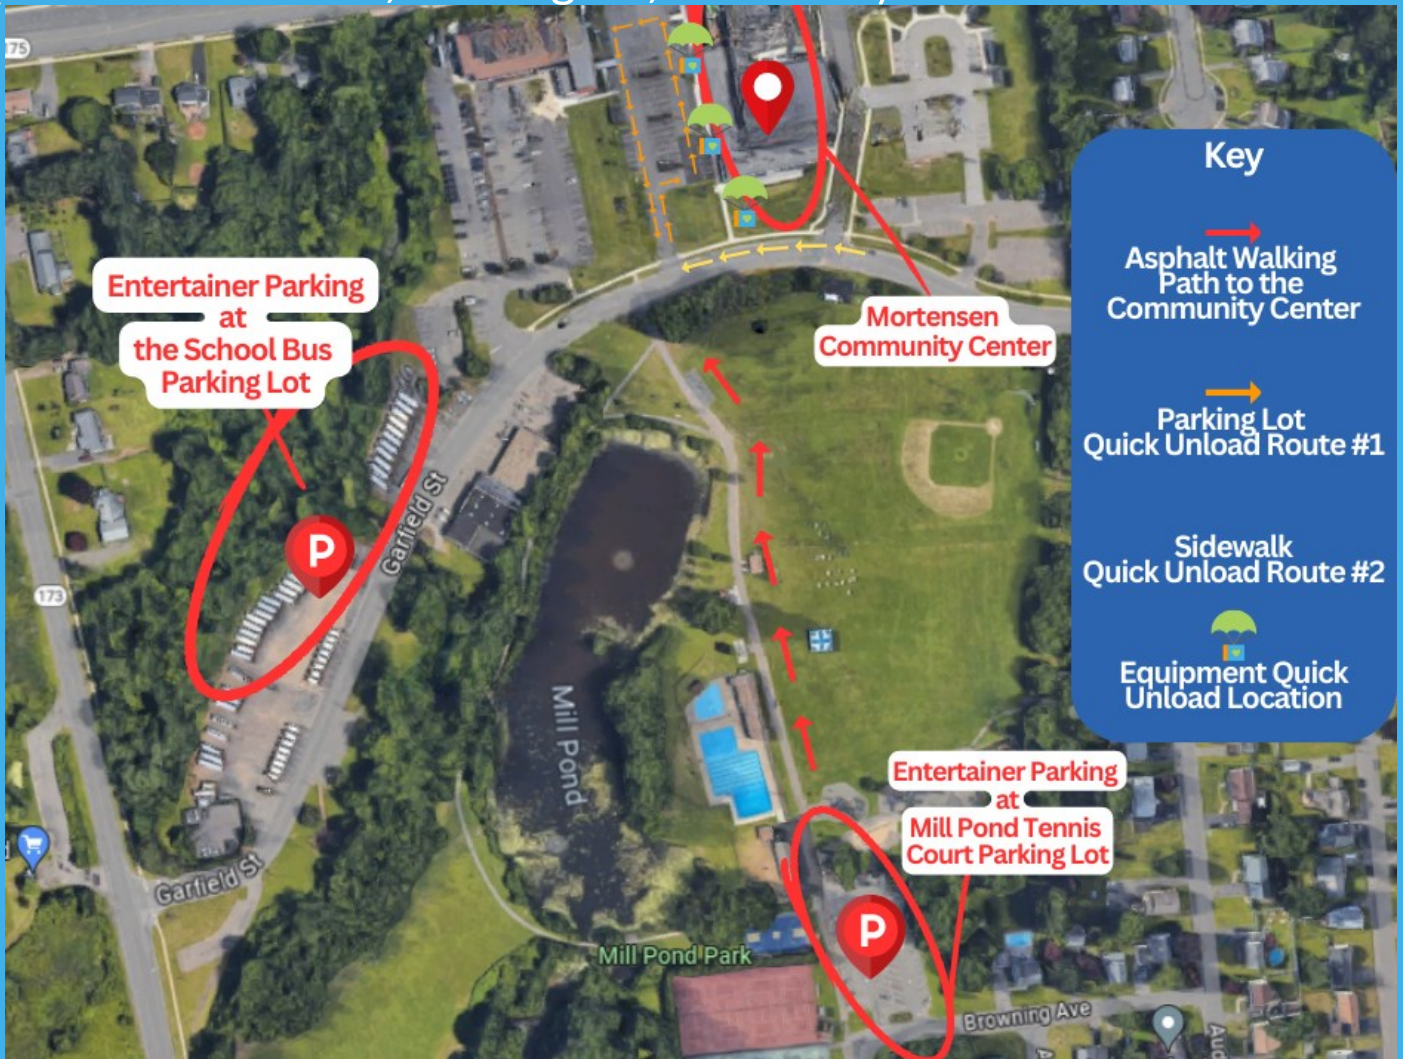 175
Key
Asphalt Walking
Path to the
Community Center
Parking Lot
Quick Unload Route #1
Sidewalk
Quick Unload Route #2
Equipment Quick
Unload Location
Entertainer Parking
at
the School Bus
Parking Lot
Mortensen
Community Center
P
Garfield St
173
Mill Pond
Entertainer Parking
at
Mill Pond Tennis
Court Parking Lot
Garfield St
P
Mill Pond Park
Browning Ave